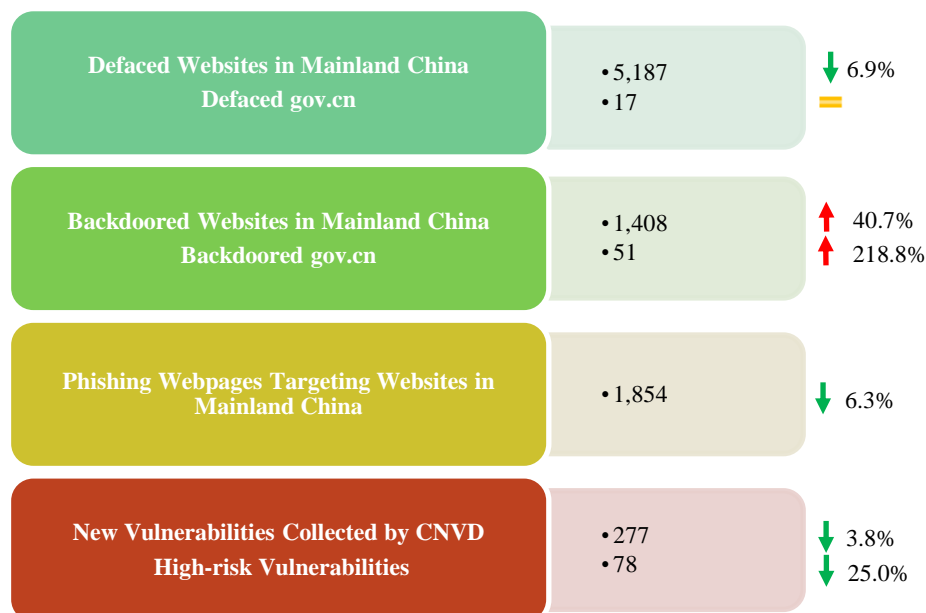 Defaced Websites in Mainland China
Defaced gov.cn
• 5,187
• 17
6.9%
Backdoored Websites in Mainland China
Backdoored gov.cn
• 1,408
• 51
40.7%
218.8%
Phishing Webpages Targeting Websites in
Mainland China
• 1,854
6.3%
New Vulnerabilities Collected by CNVD
High-risk Vulnerabilities
• 277
• 78
3.8%
25.0%